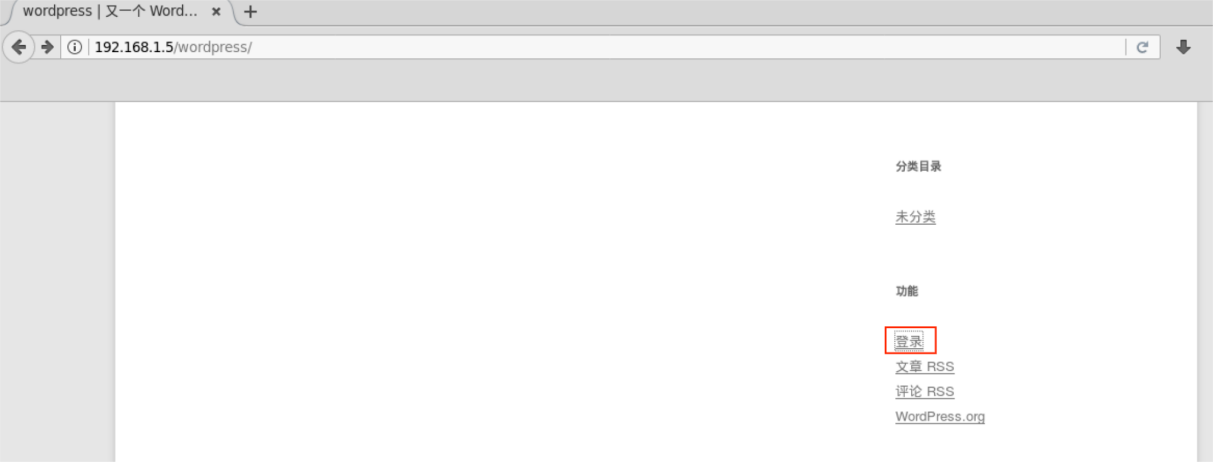 wordpress | 又一个 Word...
192.168.1.5/wordpress/
分类目录
未分类
功能
登录
文章 RSS
评论 RSS
WordPress.org